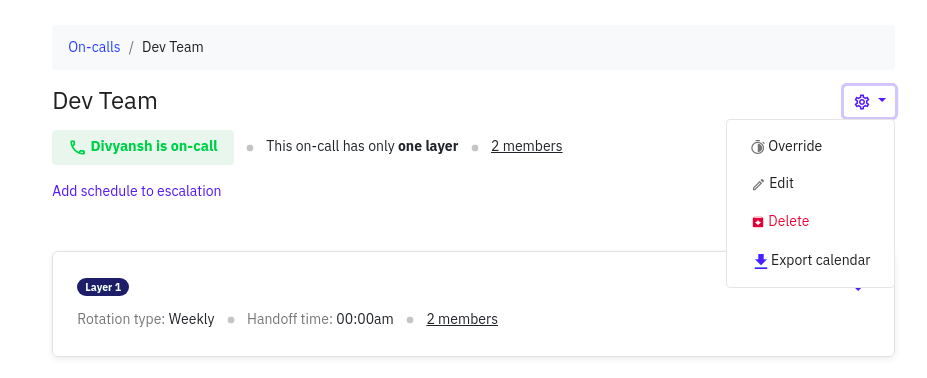 On-calls / Dev Team
Dev Team
Divyansh is on-call
This on-call has only one layer
2 members
Add schedule to escalation
Override
Edit
Delete
Export calendar
Layer 1
Rotation type: Weekly
Handoff time: 00:00am
2 members